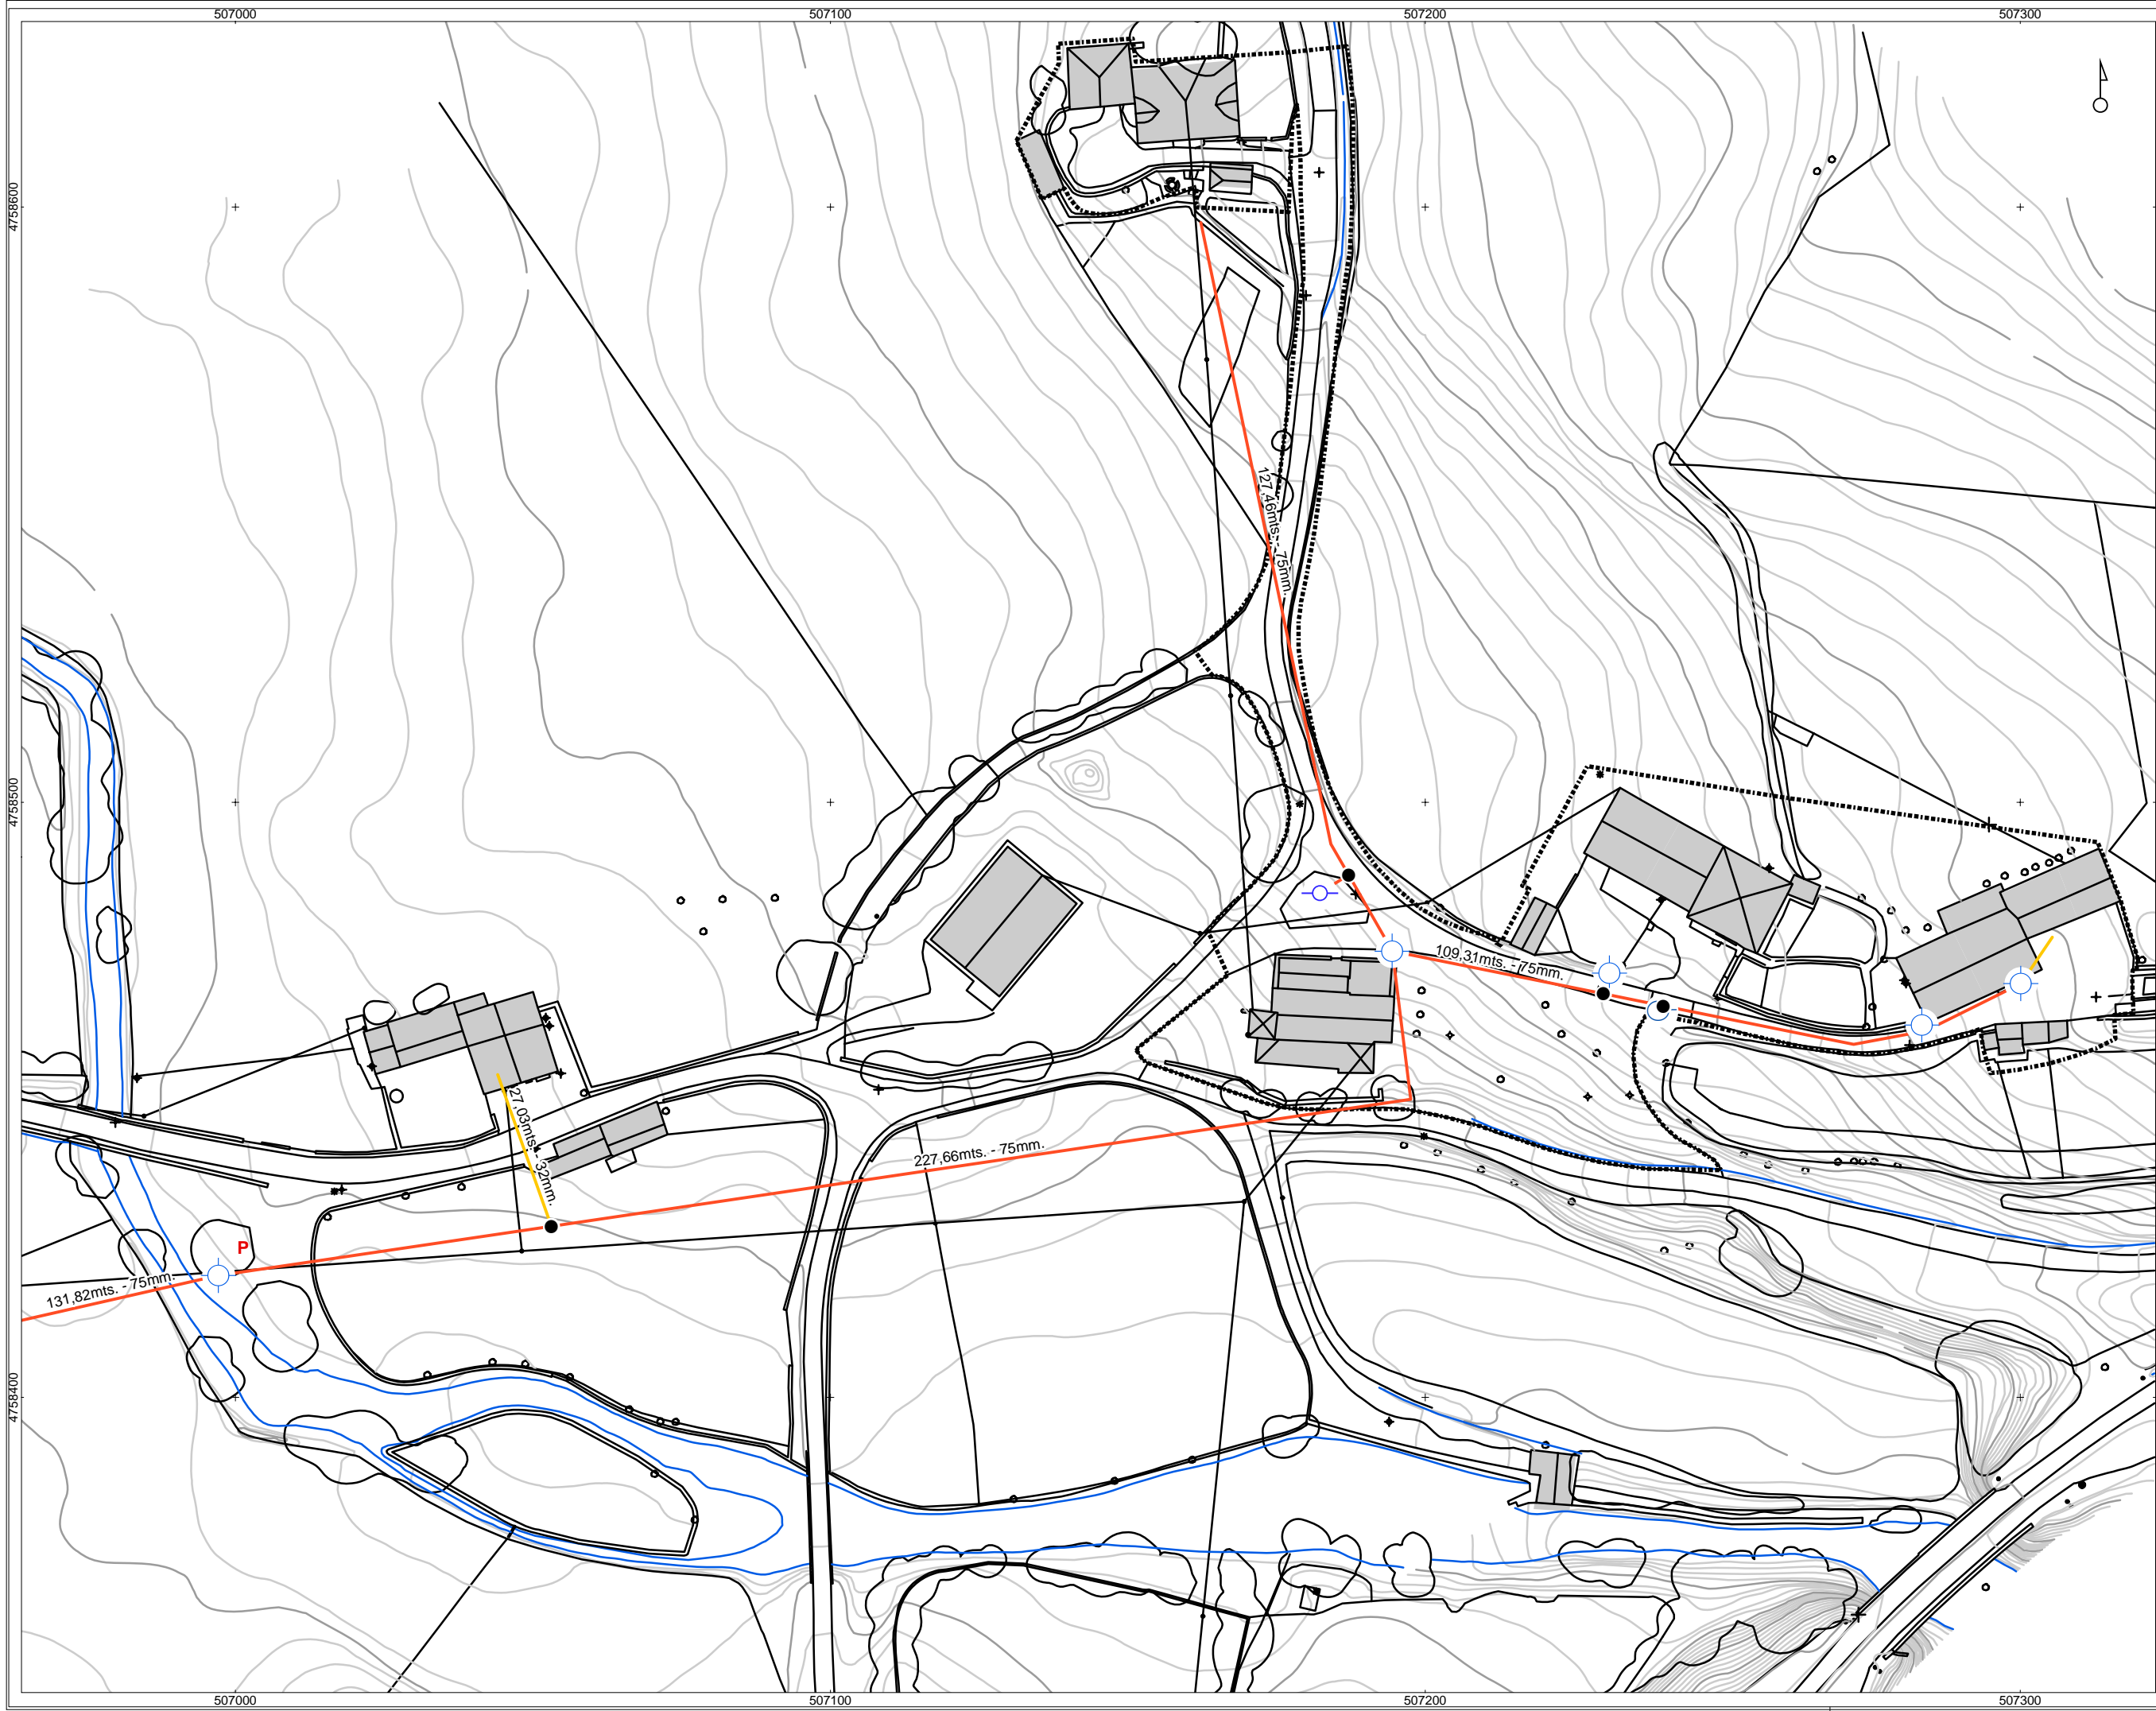 507000
507100
507200
507300
4758600
127,46mts. - 75mm.
4758500
109,31mts. - 75mm.
27,03mts. - 32mm.
227,66mts. - 75mm.
P
131,82mts. - 75mm.
4758400
507000
507100
507200
507300